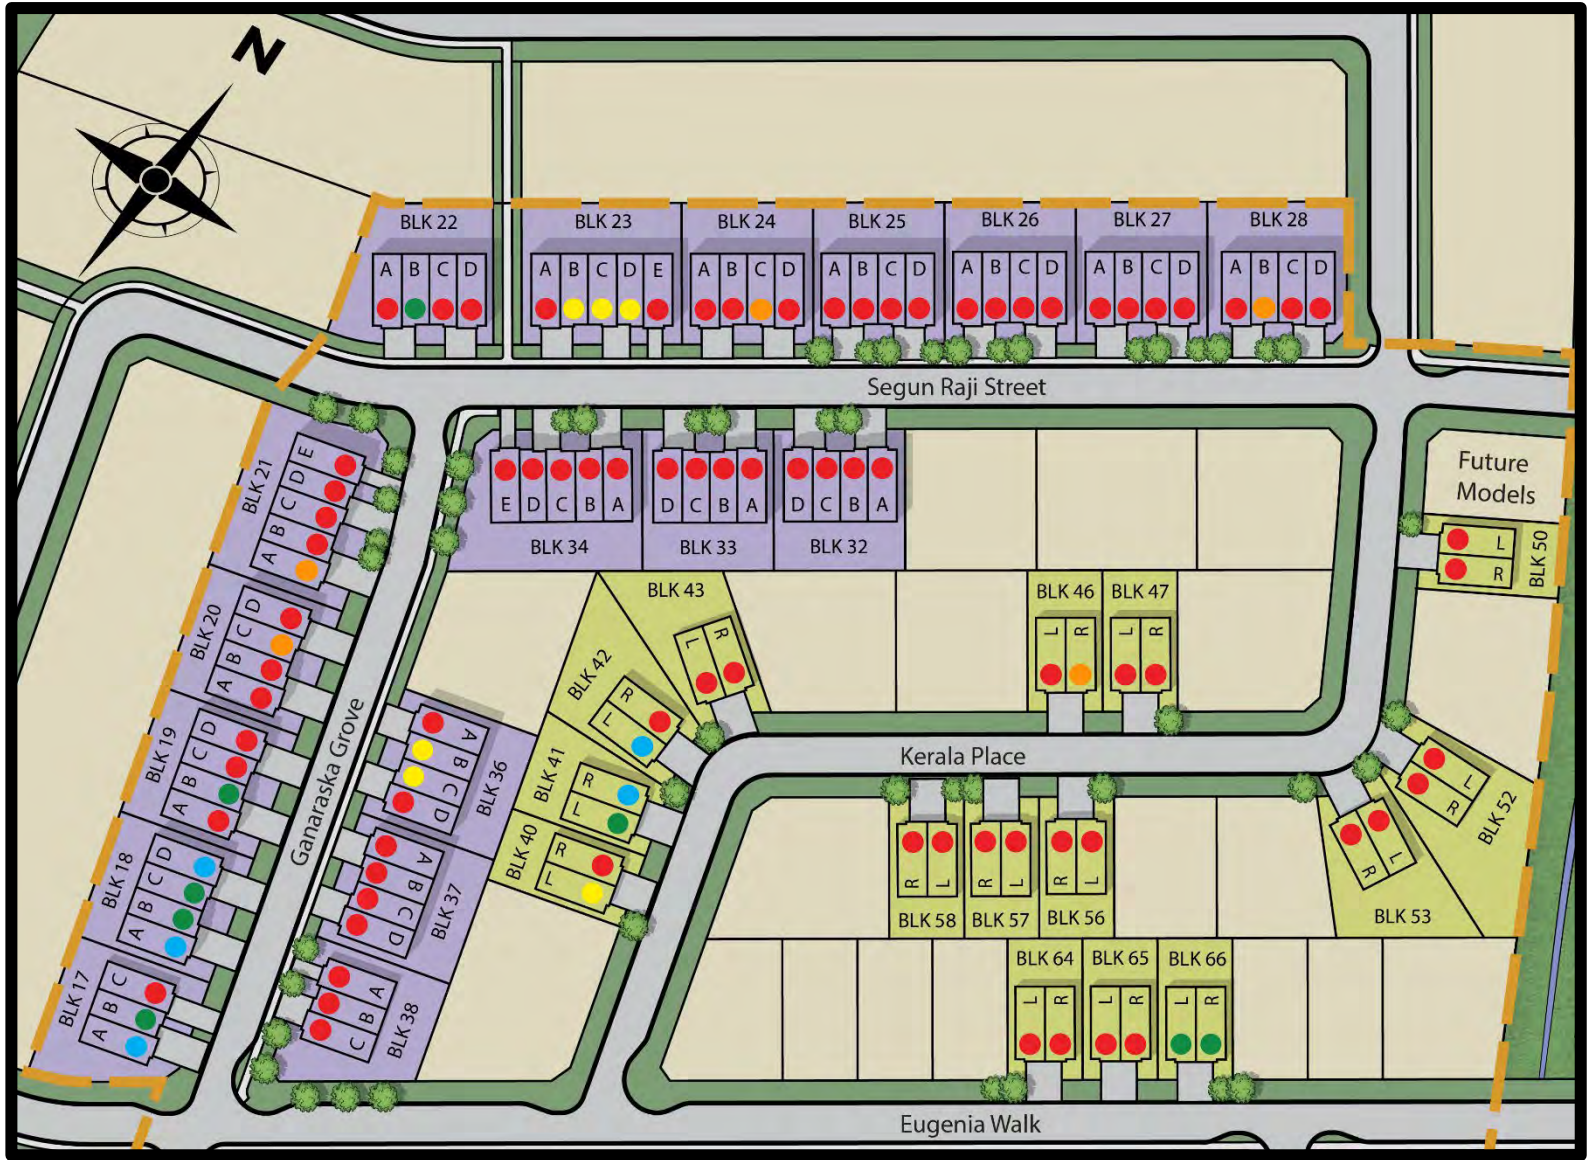 N
BLK 22
BLK 23
BLK 24
BLK 25
BLK 26
BLK 27
BLK 28
A B C D
A B C D E
A B C D
A B C D
A B C D
A B C D
A B C D
Segun Raji Street
E D C B A
D C B A
D C B A
BLK 34
BLK 33
BLK 32
Future
Models
L
R
BLK 50
BLK 21
E
D
C
B
A
BLK 20
D
C
B
A
BLK 19
D
C
B
A
BLK 18
D
C
B
A
BLK 17
C
B
A
Ganaraska Grove
A
B
C
D
BLK 36
A
B
C
D
BLK 37
A
B
C
BLK 38
BLK 43
L R
BLK 42
R
L
BLK 41
R
L
BLK 40
R
L
BLK 46
BLK 47
L R
L R
Kerala Place
R L
R L
R L
BLK 58
BLK 57
BLK 56
L
R
BLK 52
R L
BLK 53
BLK 64
BLK 65
BLK 66
L R
L R
L R
Eugenia Walk